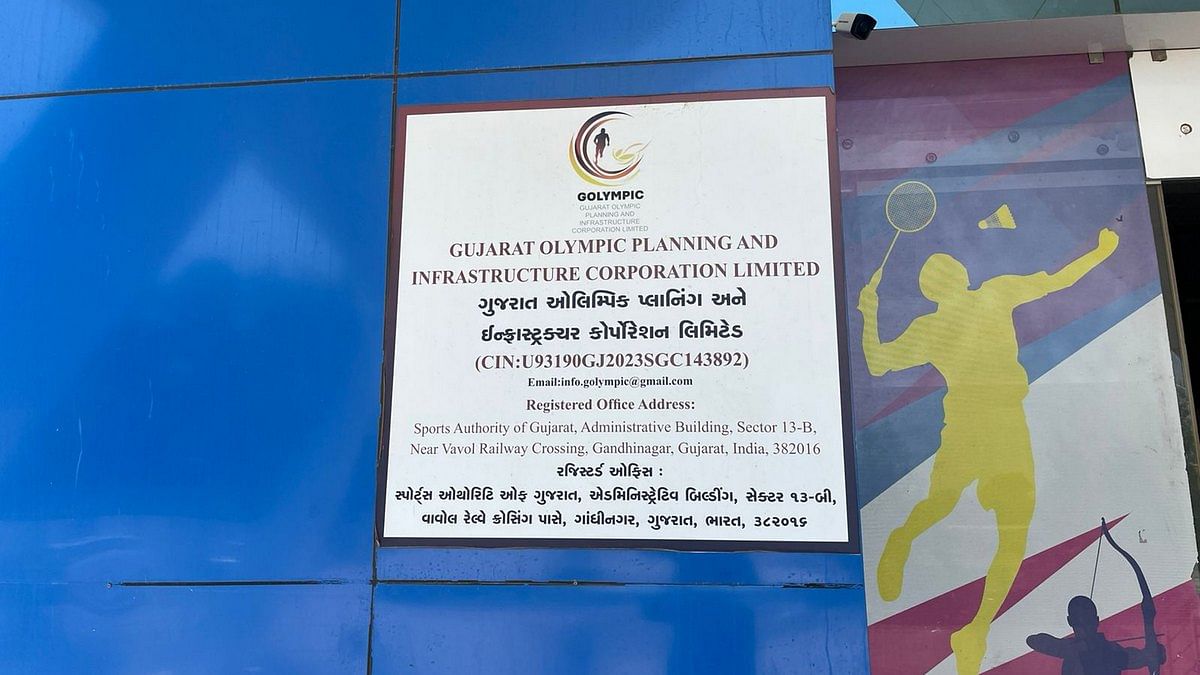 GOLYMPIC
GUJARAT OLYMPIC
PLANNING AND
INFRASTRUCTURE
CORPORATION LIMITED
GUJARAT OLYMPIC PLANNING AND
INFRASTRUCTURE CORPORATION LIMITED
ગુજરાત ઓલિમ્પિક પ્લાનિંગ અને
ઈન્ફ્રાસ્ટ્રક્ચર કોર્પોરેશન લિમિટેડ
(CIN:U93190GJ2023SGC143892)
Email:info.golympic@gmail.com
Registered Office Address:
Sports Authority of Gujarat, Administrative Building, Sector 13-B,
Near Vavol Railway Crossing, Gandhinagar, Gujarat, India, 382016
રજિસ્ટર્ડ ઓફિસ :
સ્પોર્ટ્સ ઓથોરિટિ ઓફ ગુજરાત, એડમિનિસ્ટ્રેટિવ બિલ્ડીંગ, સેક્ટર ૧૩-બી,
વાવોલ રેલ્વે ક્રોસિંગ પાસે, ગાંધીનગર, ગુજરાત, ભારત, ૩૮૨૦૧૬